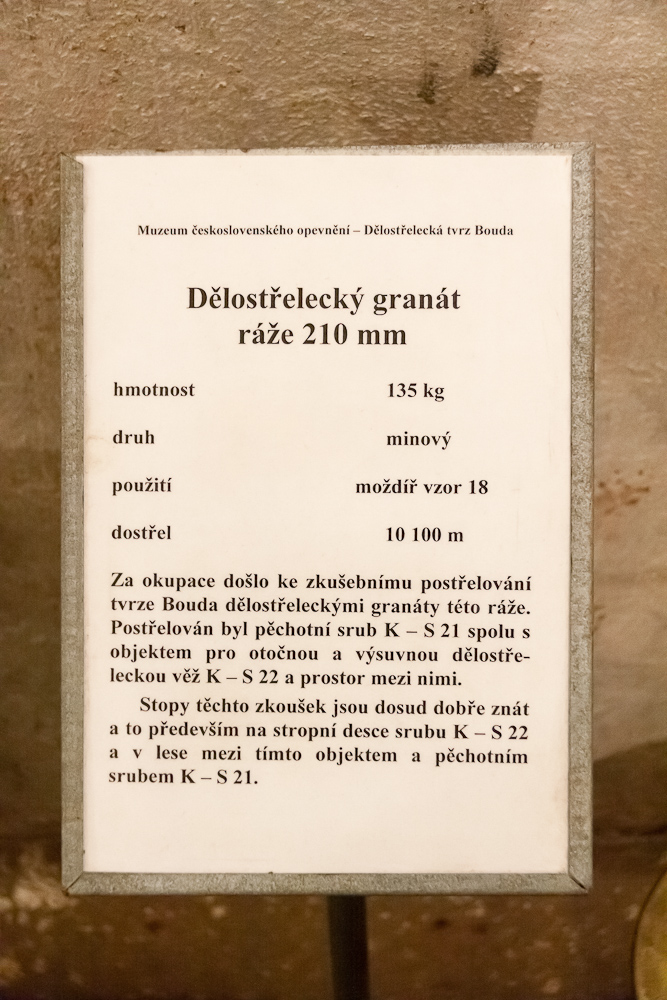 Muzeum československého opevnění – Dělostřelecká tvrz Bouda
Dělostřelecký granát
ráže 210 mm
hmotnost 135 kg
druh minový
použití moždíř vzor 18
dostřel 10 100 m
Za okupace došlo ke zkušebnímu postřelování
tvrze Bouda dělostřeleckými granáty této ráže.
Postřelován byl pěchotní srub K – S 21 spolu s
objektem pro otočnou a výsuvnou dělostře-
leckou věž K – S 22 a prostor mezi nimi.
Stopy těchto zkoušek jsou dosud dobře znát
a to především na stropní desce srubu K – S 22
a v lese mezi tímto objektem a pěchotním
srubem K – S 21.